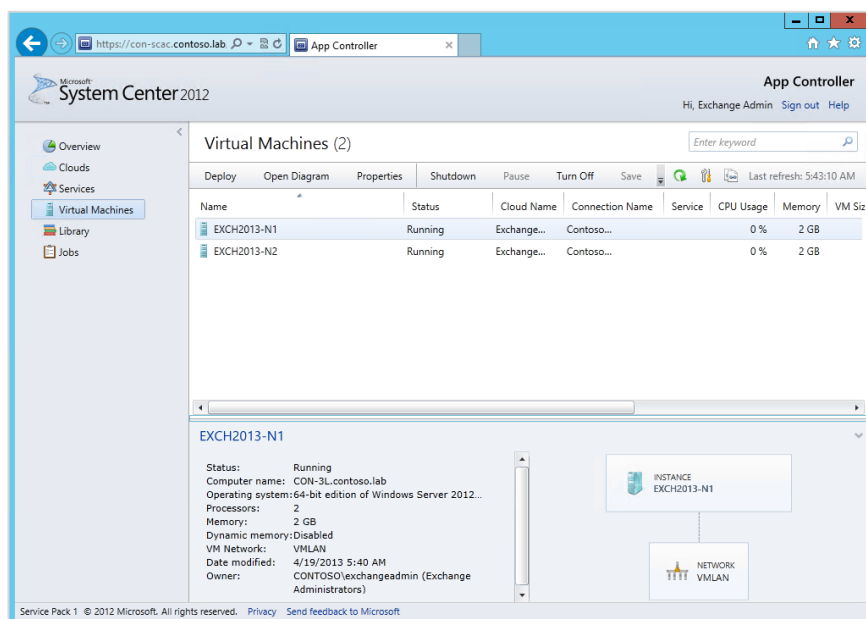 https://con-scac.contoso.lab
App Controller
Microsoft
System Center 2012
App Controller
Hi, Exchange Admin Sign out Help
Overview
Clouds
Services
Virtual Machines
Library
Jobs
Virtual Machines (2)
Enter keyword
Deploy Open Diagram Properties Shutdown Pause Turn Off Save Last refresh: 5:43:10 AM
Name Status Cloud Name Connection Name Service CPU Usage Memory VM Siz
EXCH2013-N1 Running Exchange... Contoso... 0 % 2 GB
EXCH2013-N2 Running Exchange... Contoso... 0 % 2 GB
EXCH2013-N1
Status: Running
Computer name: CON-3L.contoso.lab
Operating system: 64-bit edition of Windows Server 2012...
Processors: 2
Memory: 2 GB
Dynamic memory: Disabled
VM Network: VMLAN
Date modified: 4/19/2013 5:40 AM
Owner: CONTOSO\exchangeadmin (Exchange
Administrators)
INSTANCE
EXCH2013-N1
NETWORK
VMLAN
Service Pack 1 © 2012 Microsoft. All rights reserved. Privacy Send feedback to Microsoft